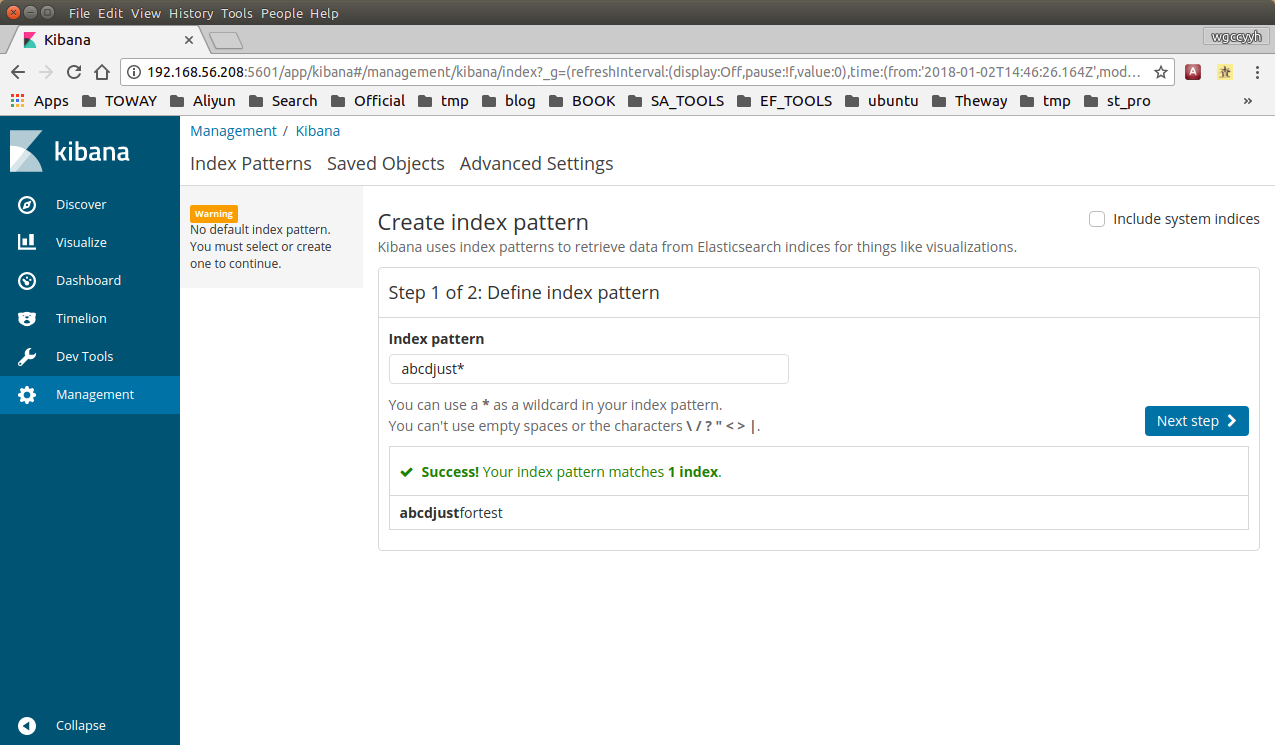 File Edit View History Tools People Help
Kibana
wgccyyh
192.168.56.208:5601/app/kibana#/management/kibana/index?_g=(refreshInterval:(display:Off,pause:!f,value:0),time:(from:'2018-01-02T14:46:26.164Z',mod...
A
Apps TOWAY Aliyun Search Official tmp blog BOOK SA_TOOLS EF_TOOLS ubuntu Theway tmp st_pro »
kibana
Discover
Visualize
Dashboard
Timelion
Dev Tools
Management
Collapse
Management / Kibana
Index Patterns Saved Objects Advanced Settings
Warning
No default index pattern.
You must select or create
one to continue.
Create index pattern
Include system indices
Kibana uses index patterns to retrieve data from Elasticsearch indices for things like visualizations.
Step 1 of 2: Define index pattern
Index pattern
abcdjust*
You can use a * as a wildcard in your index pattern.
You can't use empty spaces or the characters \ / ? " < > |.
Next step
Success! Your index pattern matches 1 index.
abcdjustfortest